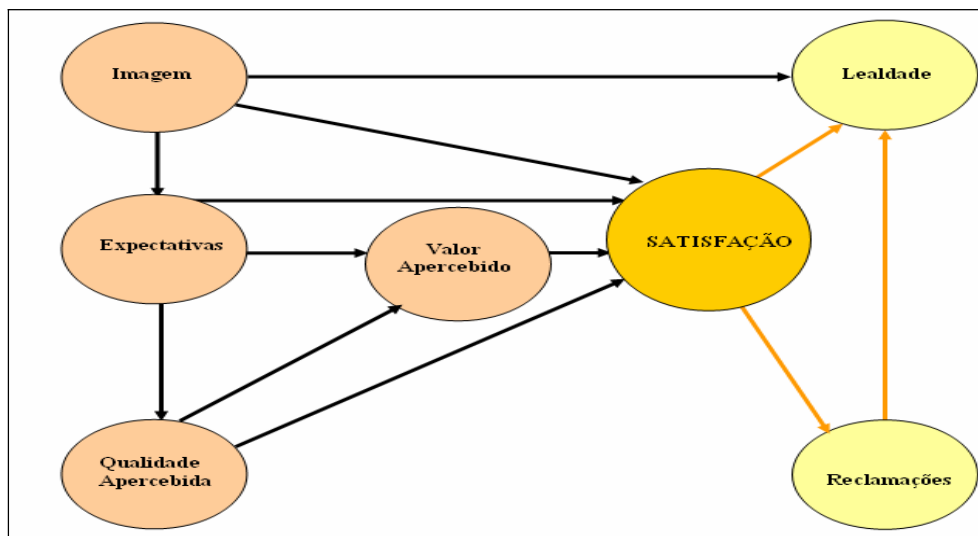 Imagem
Lealdade
Expectativas
Valor
Apercebido
SATISFAÇÃO
Qualidade
Apercebida
Reclamações